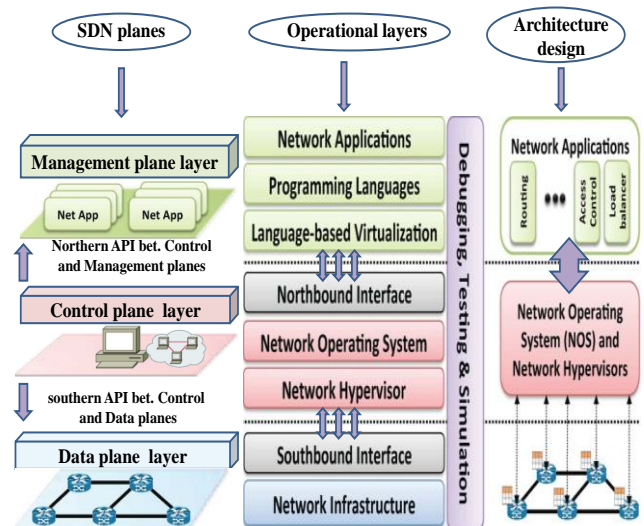 SDN planes
Operational layers
Architecture
design
Management plane layer
Net App
Net App
Northern API bet. Control
and Management planes
Control plane layer
southern API bet. Control
and Data planes
Data plane layer
Network Applications
Programming Languages
Language-based Virtualization
Northbound Interface
Network Operating System
Network Hypervisor
Southbound Interface
Network Infrastructure
Debugging, Testing & Simulation
Network Applications
Routing
Access
Control
Load
balancer
Network Operating
System (NOS) and
Network Hypervisors